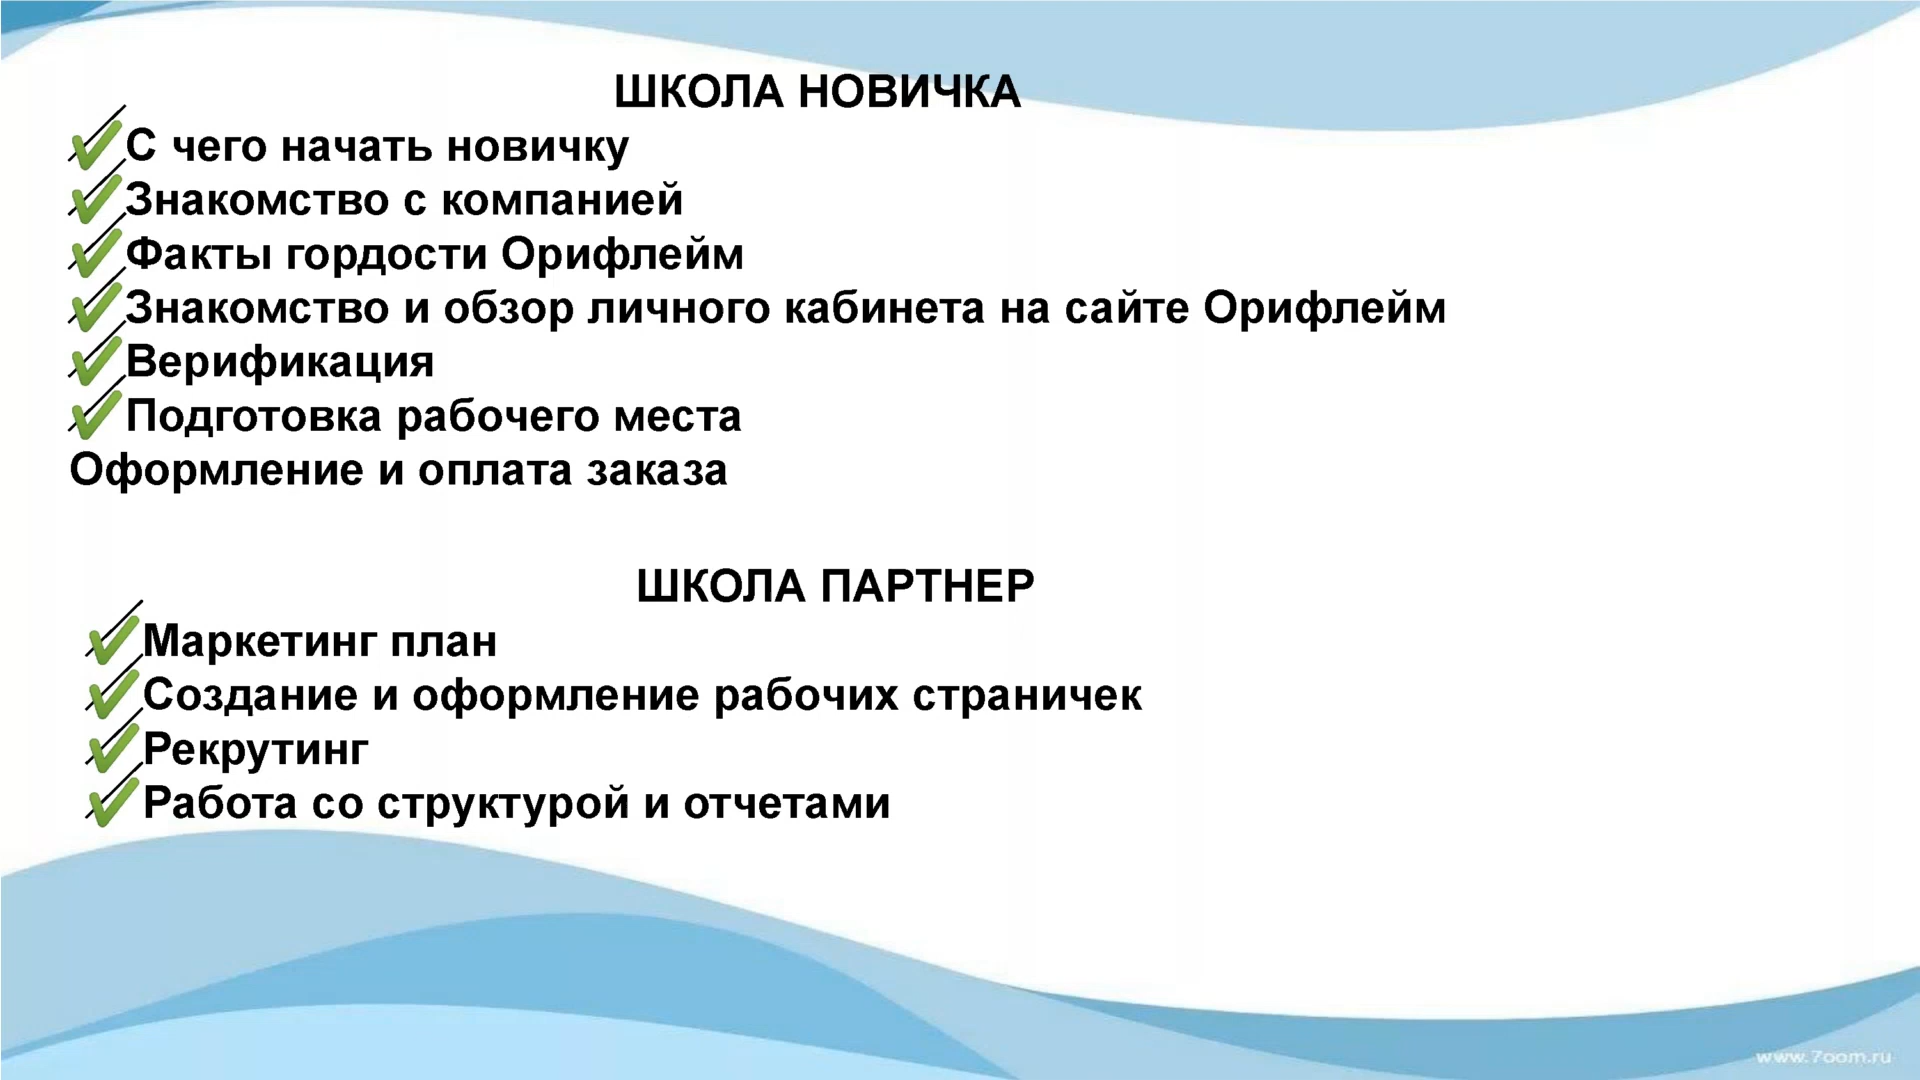 ШКОЛА НОВИЧКА
✔С чего начать новичку
✔Знакомство с компанией
✔Факты гордости Орифлейм
✔Знакомство и обзор личного кабинета на сайте Орифлейм
✔Верификация
✔Подготовка рабочего места
Оформление и оплата заказа
ШКОЛА ПАРТНЕР
✔Маркетинг план
✔Создание и оформление рабочих страничек
✔Рекрутинг
✔Работа со структурой и отчетами
www.7oom.ru